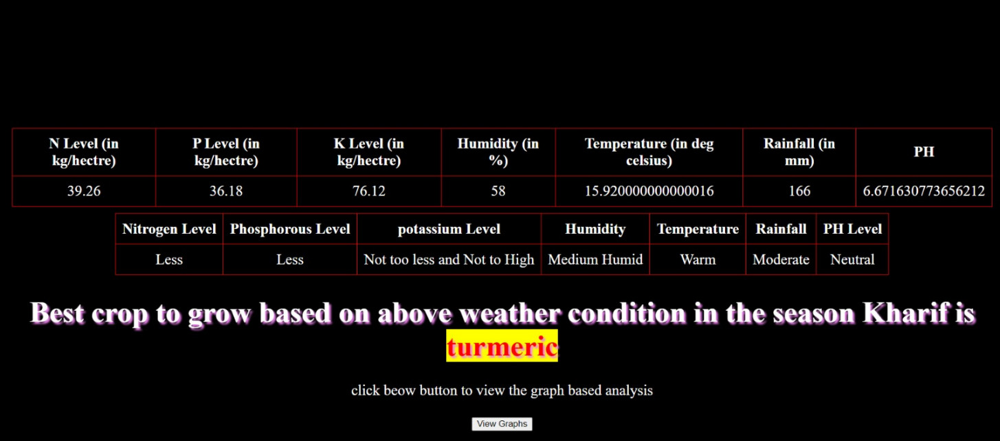 N Level (in kg/hectre) P Level (in kg/hectre) K Level (in kg/hectre) Humidity (in %) Temperature (in deg celsius) Rainfall (in mm) PH
39.26 36.18 76.12 58 15.920000000000016 166 6.671630773656212
Nitrogen Level Phosphorous Level potassium Level Humidity Temperature Rainfall PH Level
Less Less Not too less and Not to High Medium Humid Warm Moderate Neutral
Best crop to grow based on above weather condition in the season Kharif is
turmeric
click beow button to view the graph based analysis
View Graphs